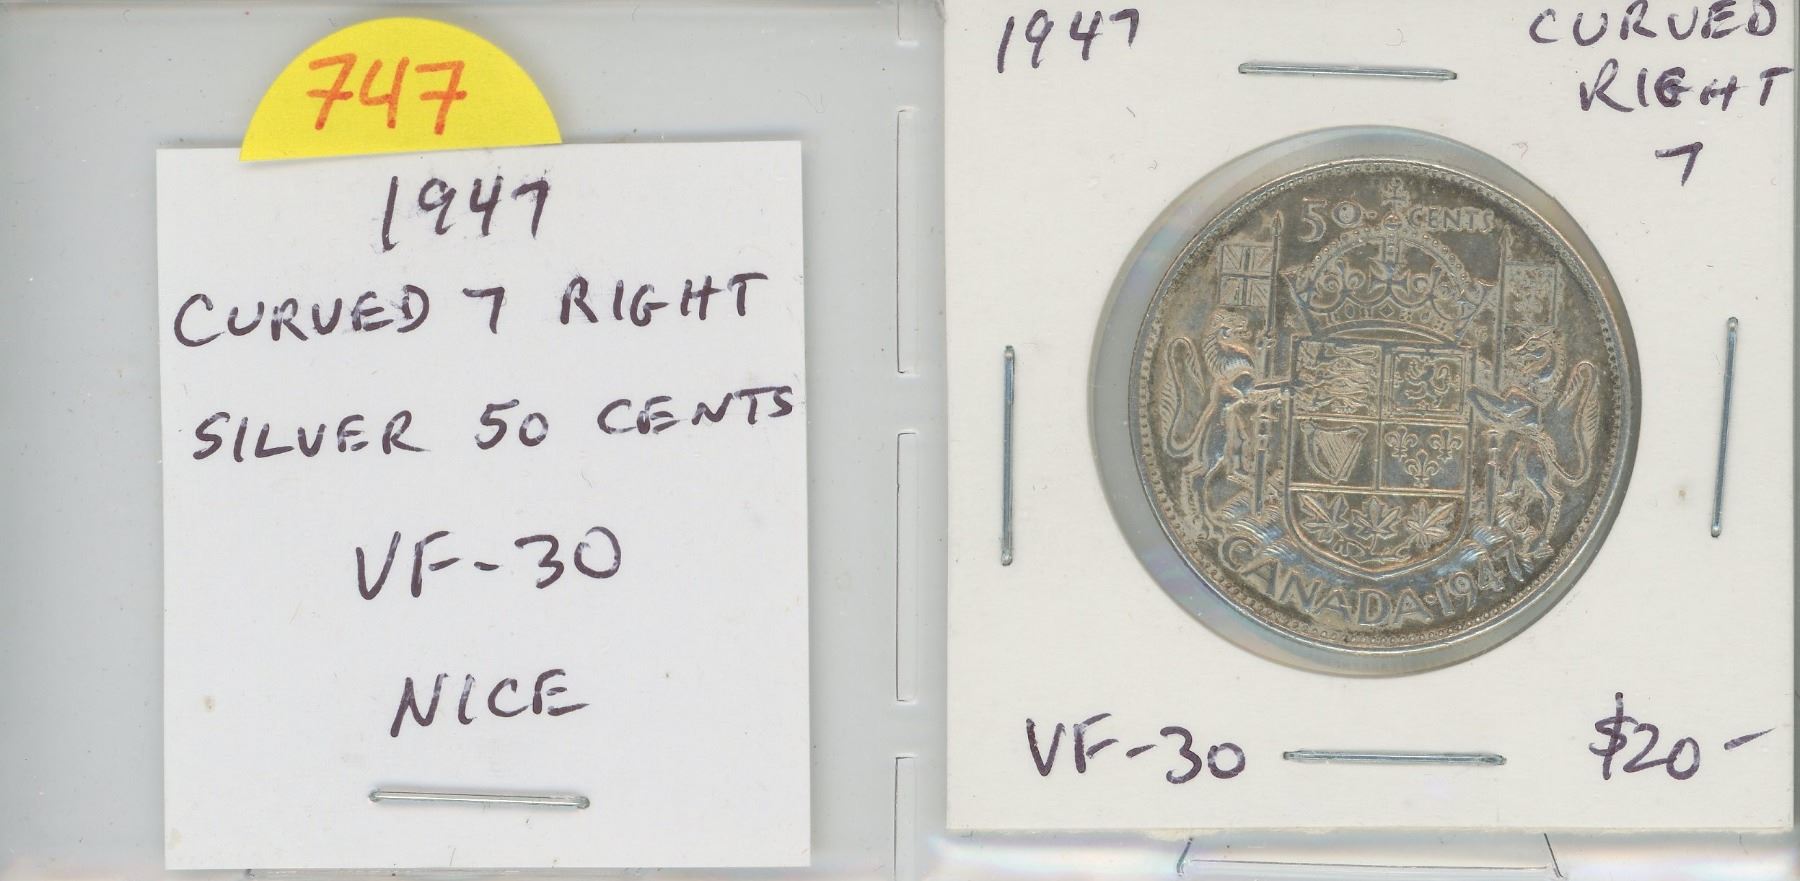 747
1947
CURVED 7 RIGHT
SILVER 50 CENTS
VF-30
NICE
1947
CURVED
RIGHT
7
50 CENTS
CANADA·1947
VF-30
$20-